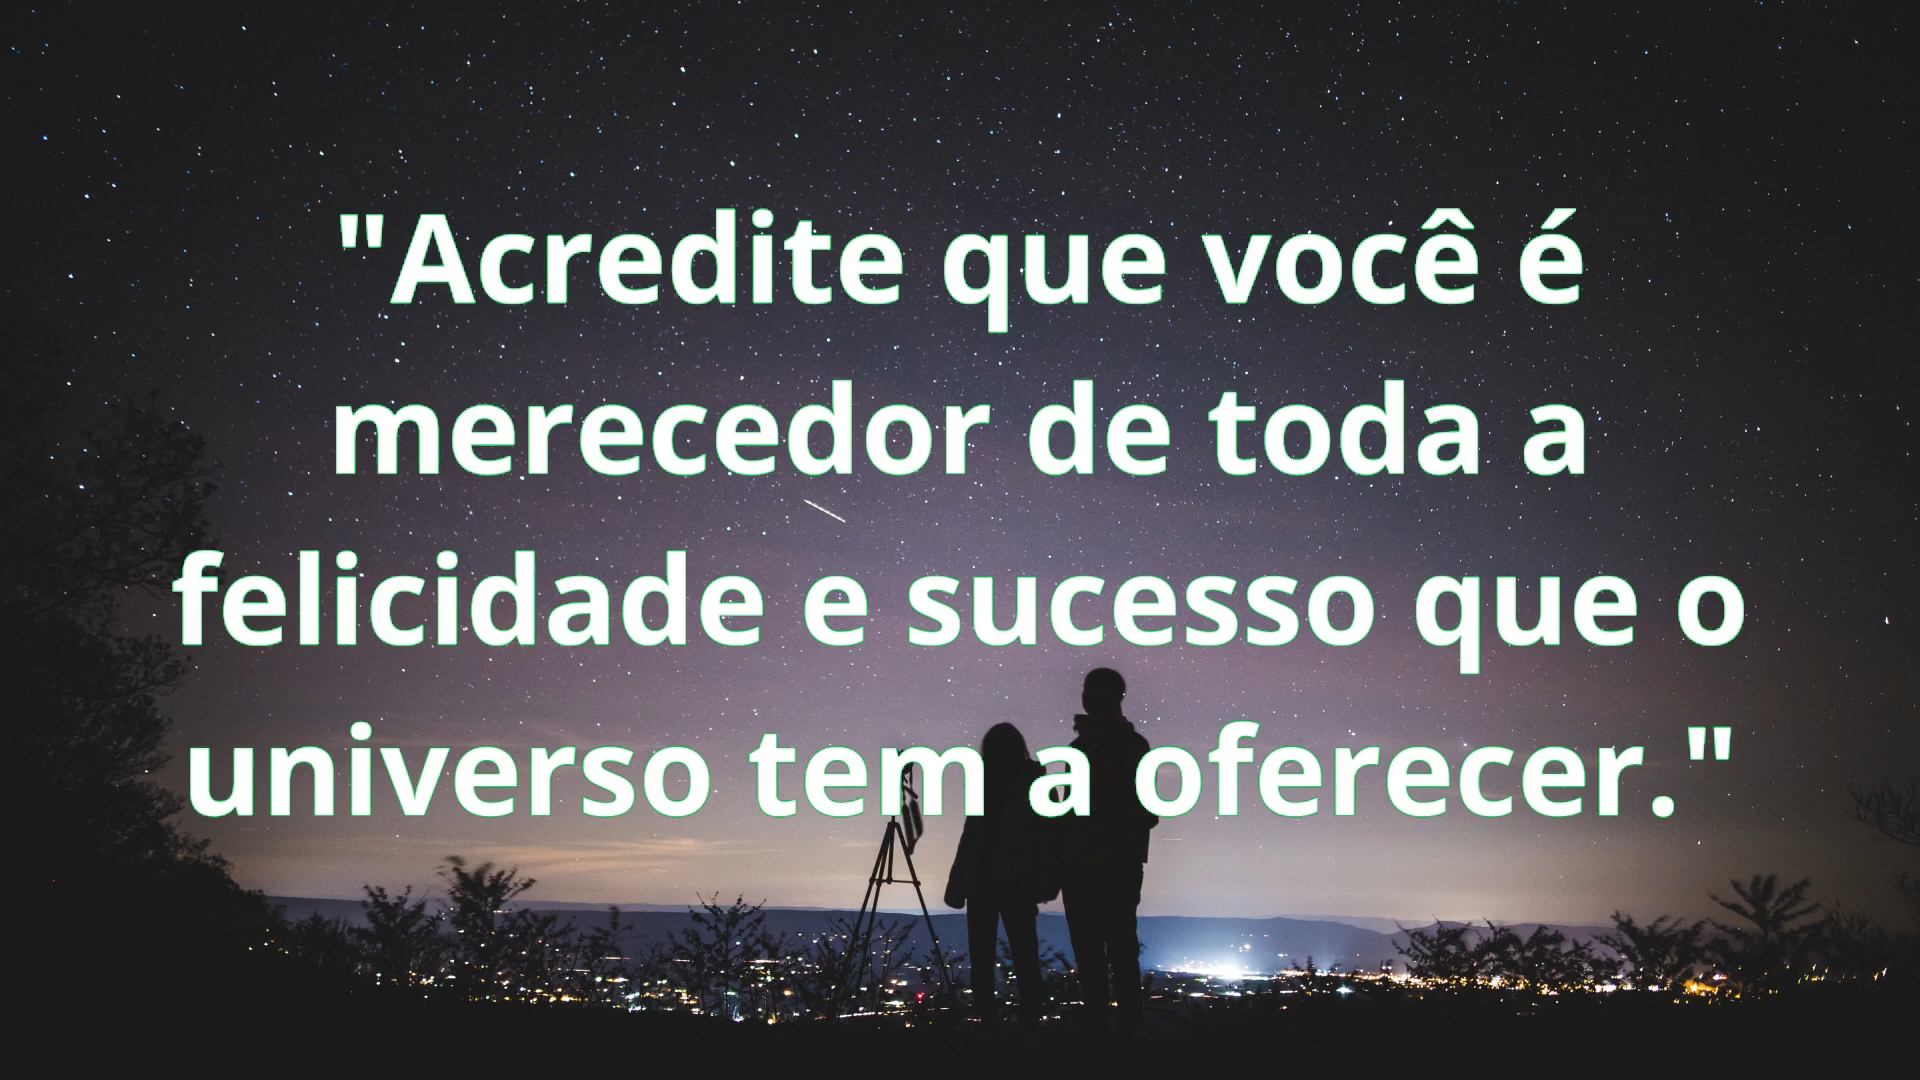 "Acredite que você é
merecedor de toda a
felicidade e sucesso que o
universo tem a oferecer."